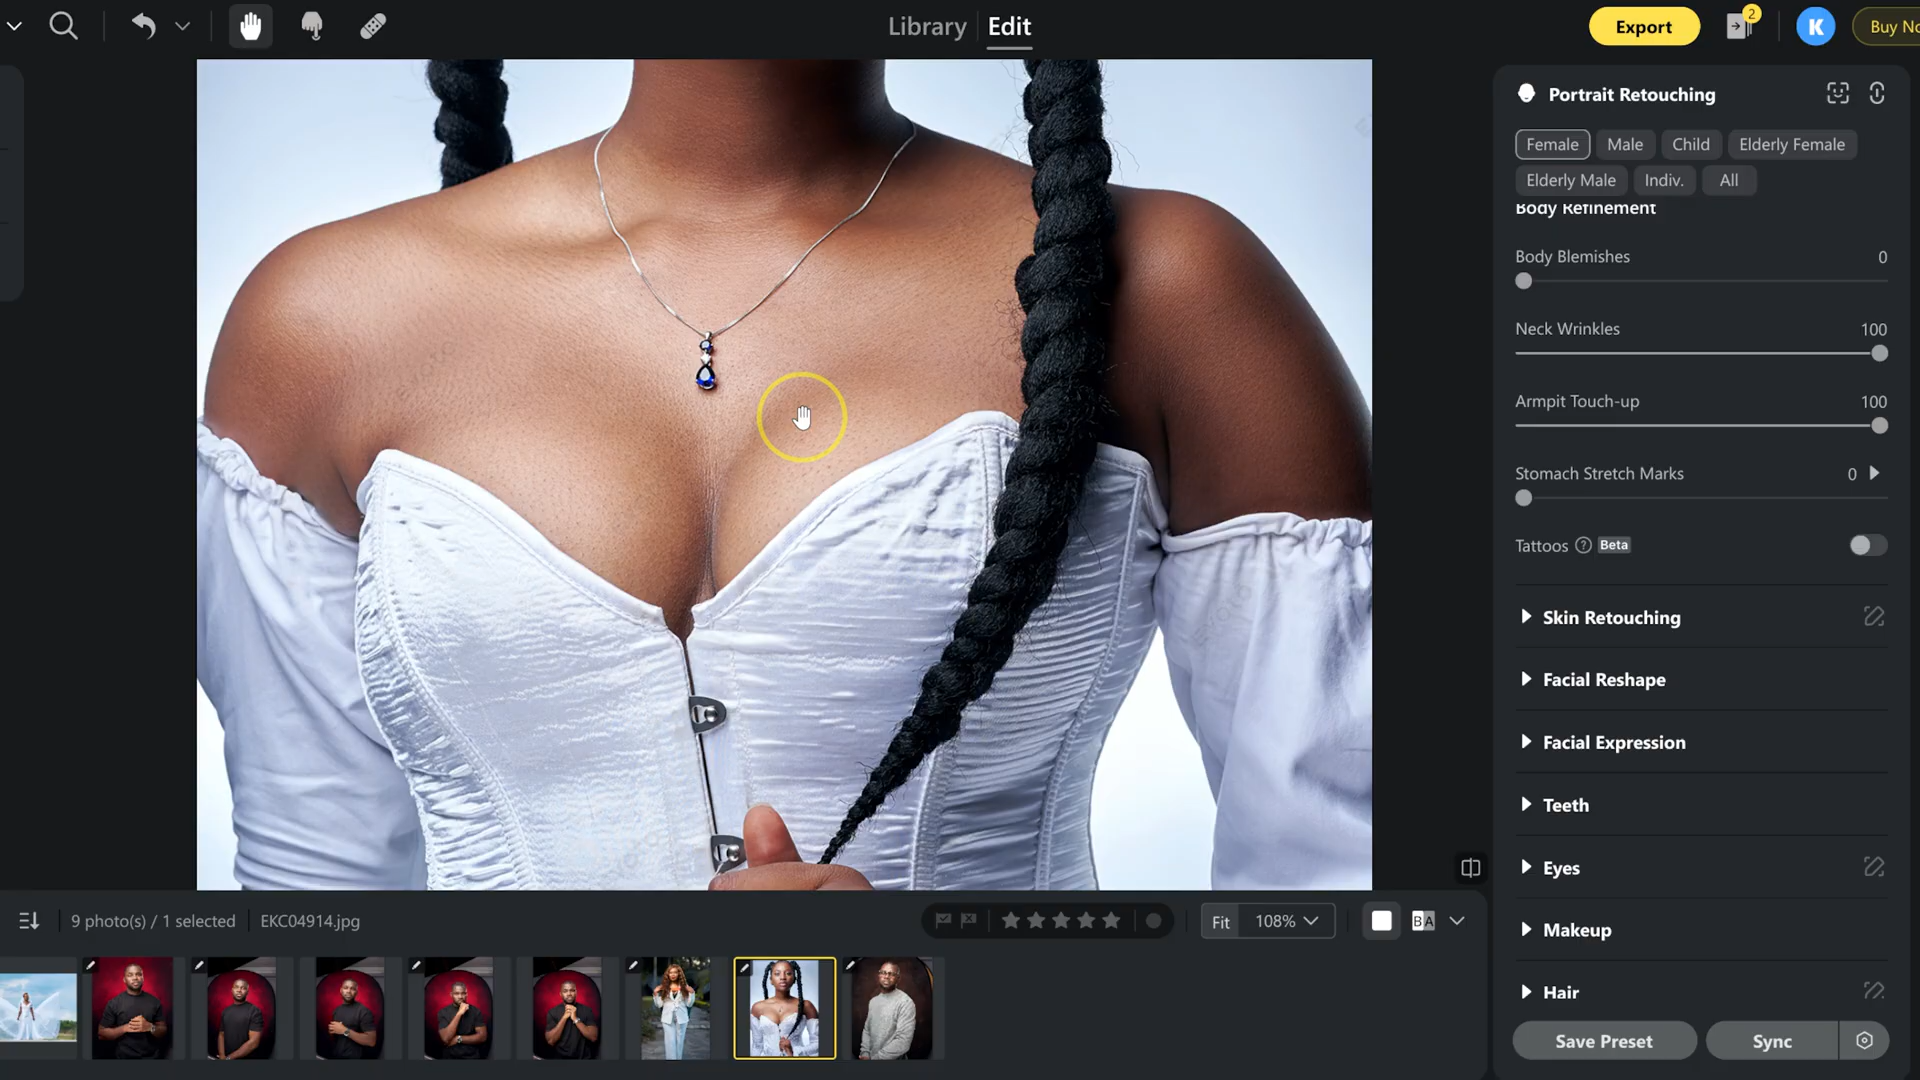 Library Edit
Export
2
K
Portrait Retouching
Female Male Child Elderly Female
Elderly Male Indiv. All
Body Refinement
Body Blemishes 0
Neck Wrinkles 100
Armpit Touch-up 100
Stomach Stretch Marks 0
Tattoos ? Beta
Skin Retouching
Facial Reshape
Facial Expression
Teeth
Eyes
Makeup
Hair
Save Preset Sync
9 photo(s) / 1 selected EKC04914.jpg
Fit 108%
BA